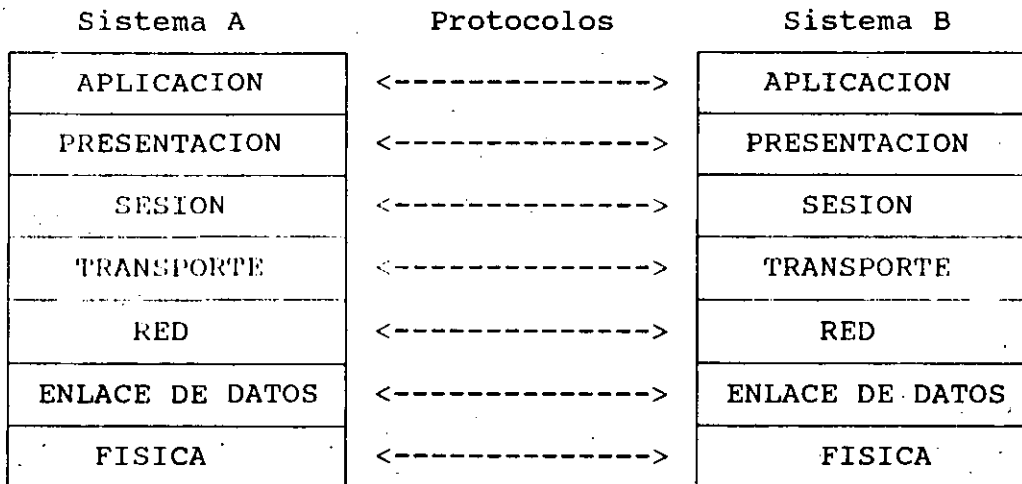 Sistema A Protocolos Sistema B
APLICACION <--------------> APLICACION
PRESENTACION <--------------> PRESENTACION
SESION <--------------> SESION
TRANSPORTE <--------------> TRANSPORTE
RED <--------------> RED
ENLACE DE DATOS <--------------> ENLACE DE DATOS
FISICA <--------------> FISICA